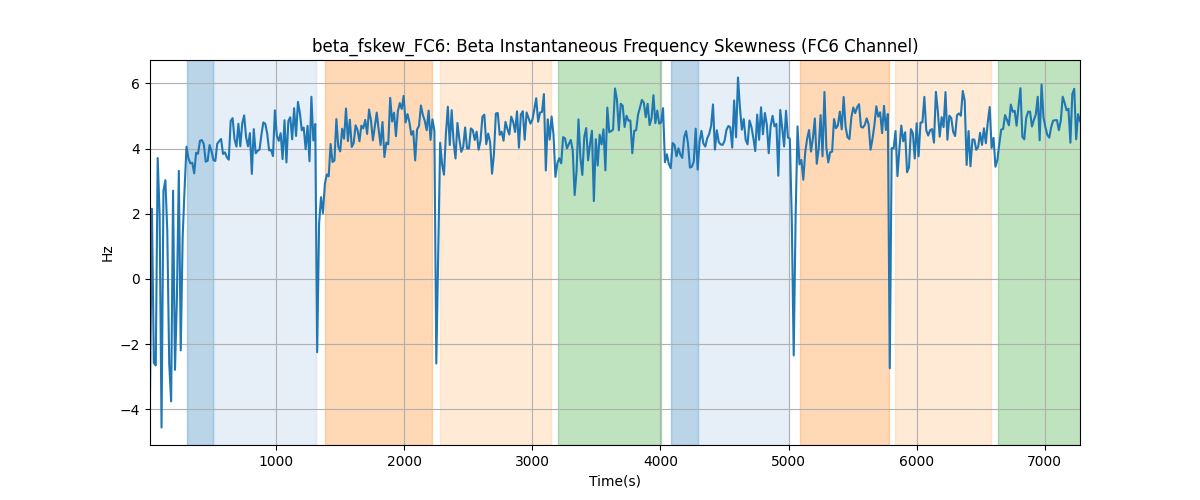 beta_fskew_FC6: Beta Instantaneous Frequency Skewness (FC6 Channel)
6
4
2
0
−2
−4
Hz
1000 2000 3000 4000 5000 6000 7000
Time(s)